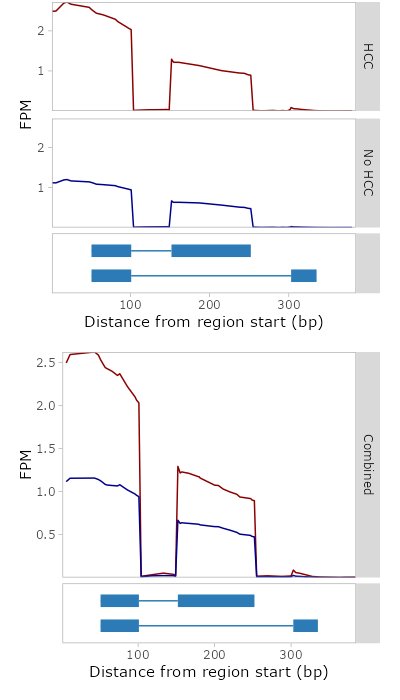 HCC
2
1
FPM
No HCC
2
1
100 200 300
Distance from region start (bp)
2.5
2.0
1.5
1.0
0.5
FPM
Combined
100 200 300
Distance from region start (bp)